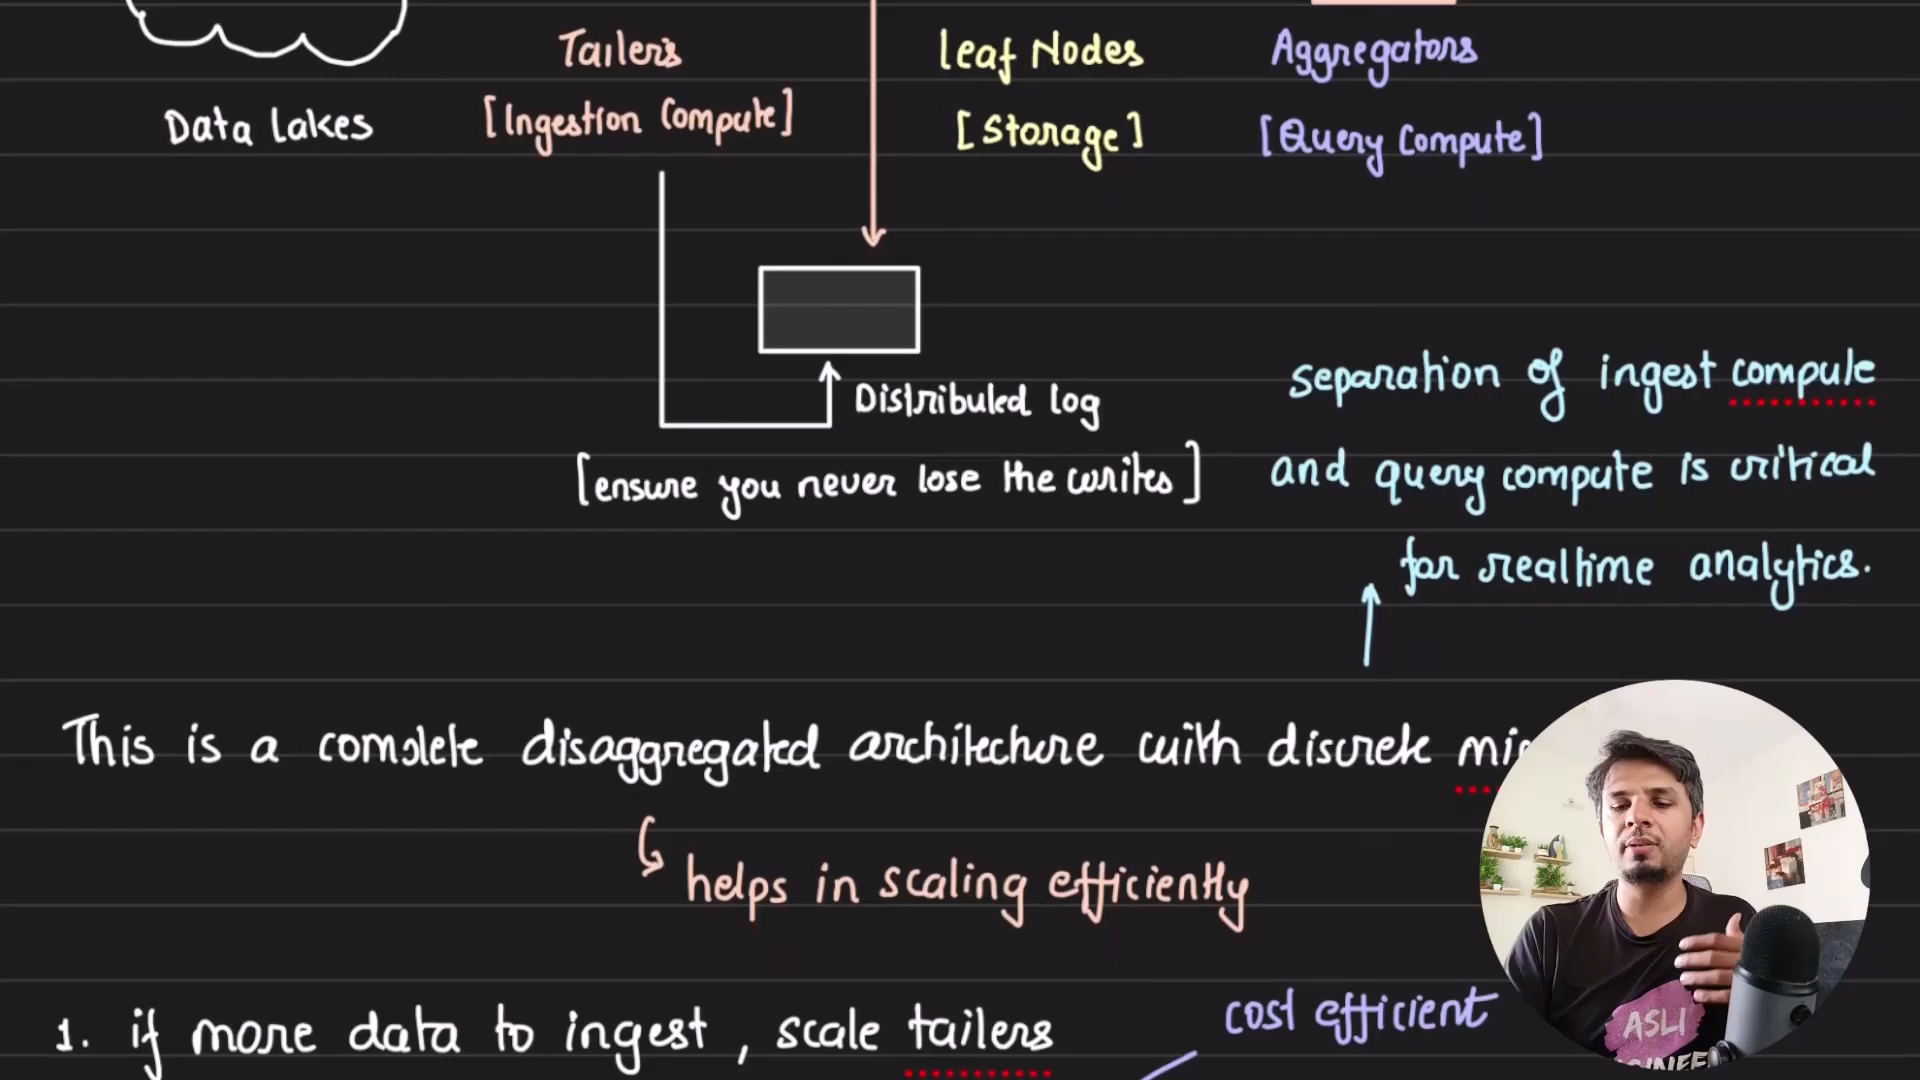 Tailers
Leaf Nodes
Aggregators
Data Lakes
[Ingestion Compute]
[Storage]
[Query Compute]
Distributed log
[ensure you never lose the writes]
separation of ingest compute
and query compute is critical
for realtime analytics.
This is a complete disaggregated architecture with discrete
helps in scaling efficiently
1. if more data to ingest, scale tailers
cost efficient
ASLI